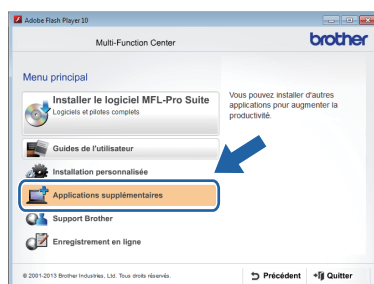 Adobe Flash Player 10
Multi-Function Center
brother
Menu principal
Installer le logiciel MFL-Pro Suite
Logiciels et pilotes complets
Guides de l'utilisateur
Installation personnalisée
Applications supplémentaires
Support Brother
Enregistrement en ligne
Vous pouvez installer d'autres
applications pour augmenter la
productivité.
© 2001-2013 Brother Industries, Ltd. Tous droits réservés.
Précédent
Quitter